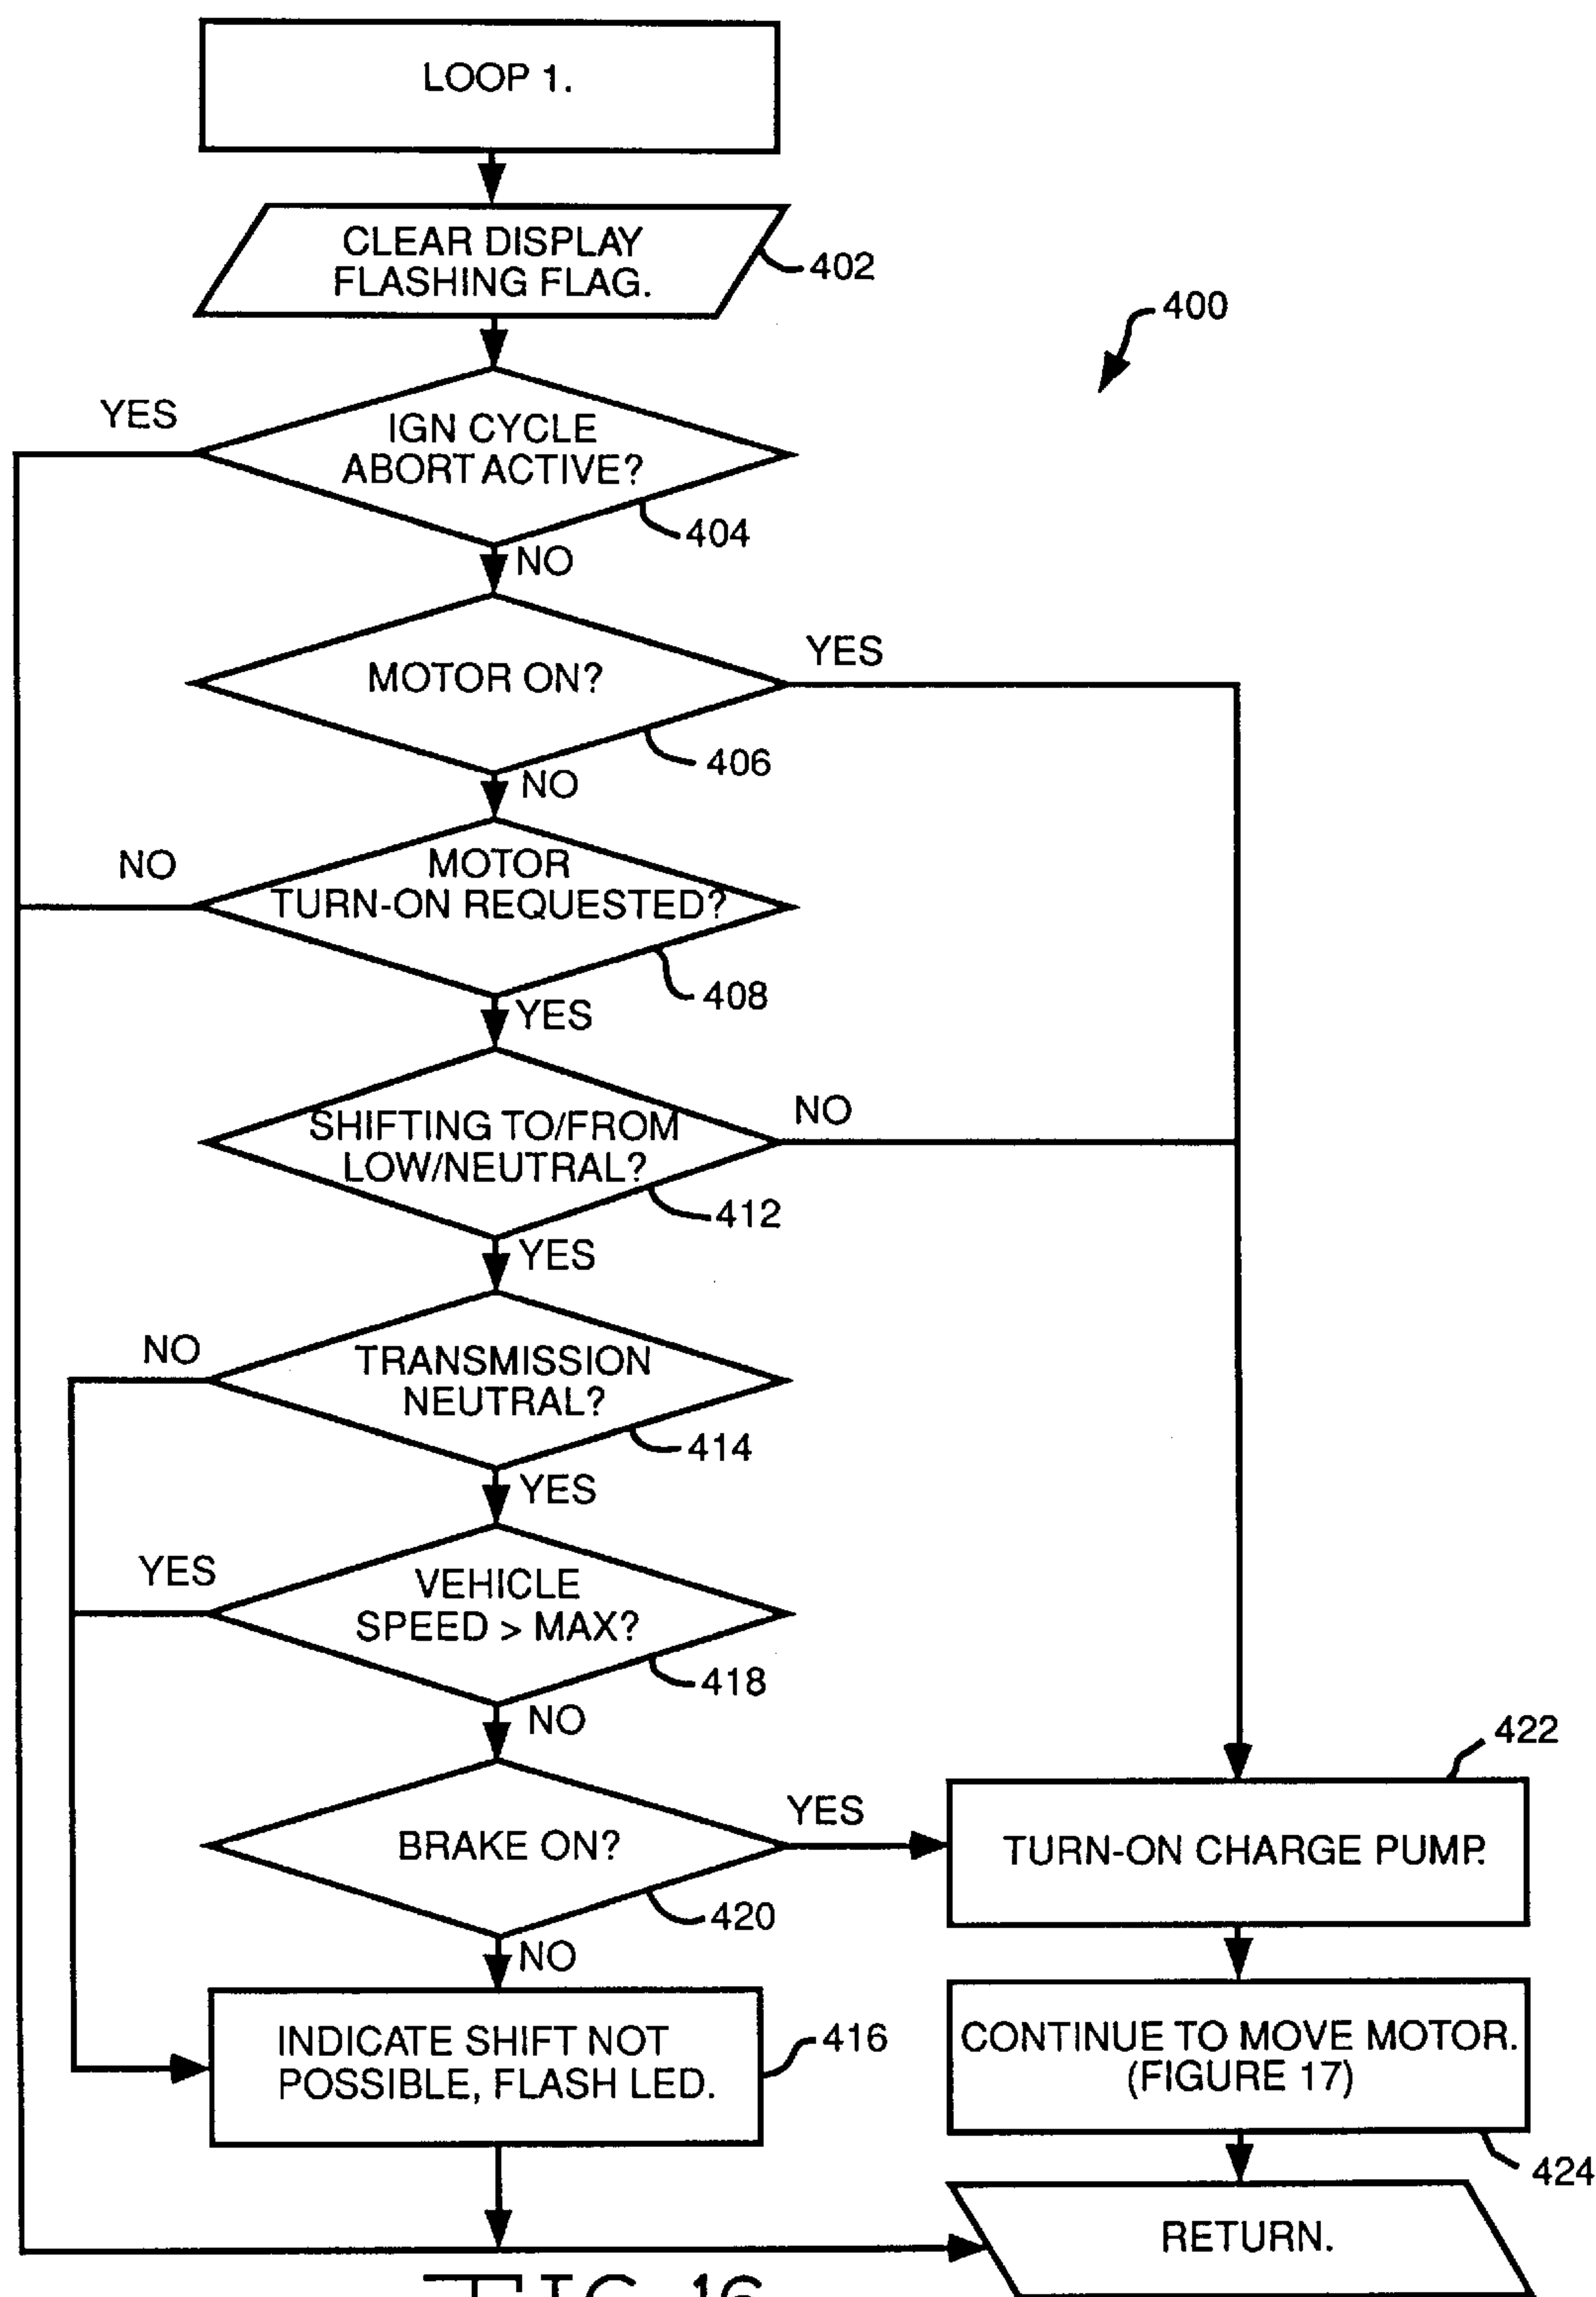 LOOP 1.
CLEAR DISPLAY
FLASHING FLAG.
402
400
YES
IGN CYCLE
ABORT ACTIVE?
404
NO
MOTOR ON?
YES
406
NO
NO
MOTOR
TURN-ON REQUESTED?
408
YES
SHIFTING TO/FROM
LOW/NEUTRAL?
NO
412
YES
NO
TRANSMISSION
NEUTRAL?
414
YES
YES
VEHICLE
SPEED > MAX?
418
NO
422
BRAKE ON?
YES
TURN-ON CHARGE PUMP.
420
NO
INDICATE SHIFT NOT
POSSIBLE, FLASH LED.
416
CONTINUE TO MOVE MOTOR.
(FIGURE 17)
424
RETURN.
FIG. 16